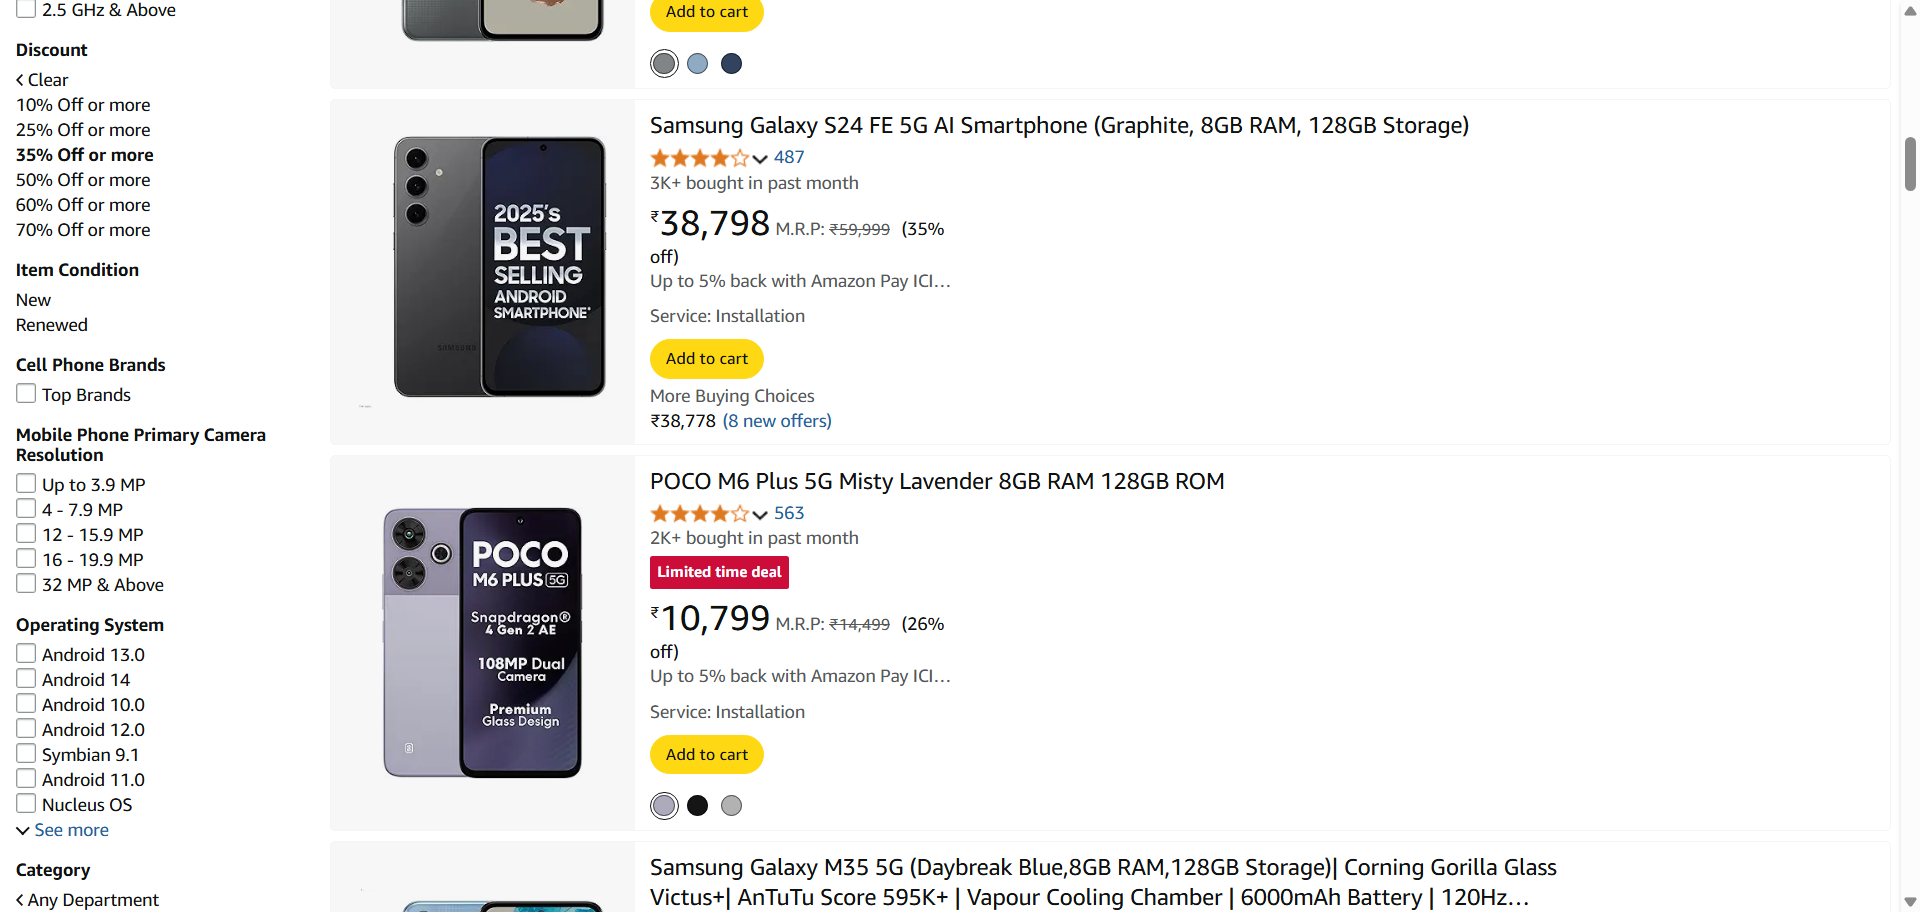 2.5 GHz & Above
Discount
Clear
10% Off or more
25% Off or more
35% Off or more
50% Off or more
60% Off or more
70% Off or more
Item Condition
New
Renewed
Cell Phone Brands
Top Brands
Mobile Phone Primary Camera
Resolution
Up to 3.9 MP
4 - 7.9 MP
12 - 15.9 MP
16 - 19.9 MP
32 MP & Above
Operating System
Android 13.0
Android 14
Android 10.0
Android 12.0
Symbian 9.1
Android 11.0
Nucleus OS
See more
Category
Any Department
Add to cart
2025's
BEST
SELLING
ANDROID
SMARTPHONE*
SAMSUNG
Samsung Galaxy S24 FE 5G AI Smartphone (Graphite, 8GB RAM, 128GB Storage)
487
3K+ bought in past month
₹38,798 M.R.P: ₹59,999 (35%
off)
Up to 5% back with Amazon Pay ICI…
Service: Installation
Add to cart
More Buying Choices
₹38,778 (8 new offers)
POCO
M6 PLUS 5G
Snapdragon®
4 Gen 2 AE
108MP Dual
Camera
Premium
Glass Design
POCO M6 Plus 5G Misty Lavender 8GB RAM 128GB ROM
563
2K+ bought in past month
Limited time deal
₹10,799 M.R.P: ₹14,499 (26%
off)
Up to 5% back with Amazon Pay ICI…
Service: Installation
Add to cart
Samsung Galaxy M35 5G (Daybreak Blue,8GB RAM,128GB Storage)| Corning Gorilla Glass
Victus+| AnTuTu Score 595K+ | Vapour Cooling Chamber | 6000mAh Battery | 120Hz…